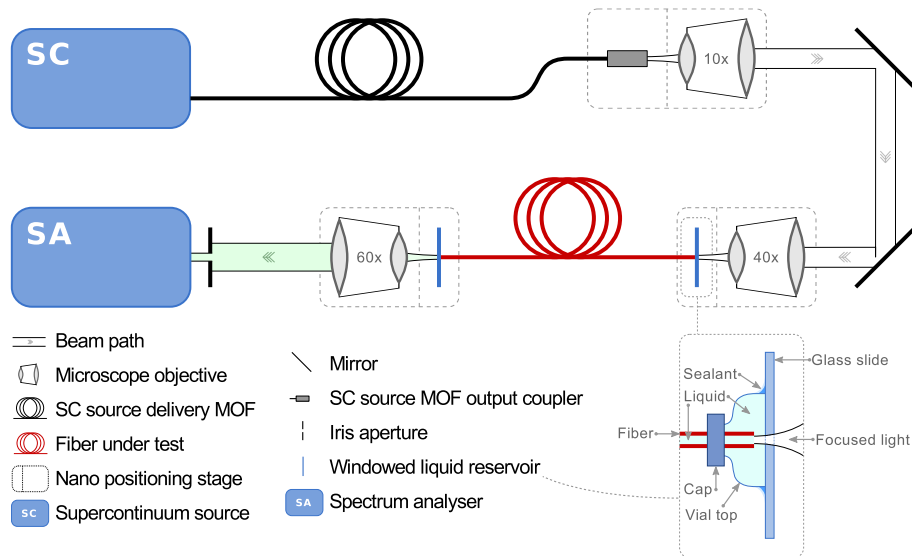 SC
10x
SA
60x
40x
Beam path
Microscope objective
SC source delivery MOF
Fiber under test
Nano positioning stage
SC
Supercontinuum source
Mirror
SC source MOF output coupler
Iris aperture
Windowed liquid reservoir
SA
Spectrum analyser
Glass slide
Sealant
Liquid
Fiber
Focused light
Cap
Vial top